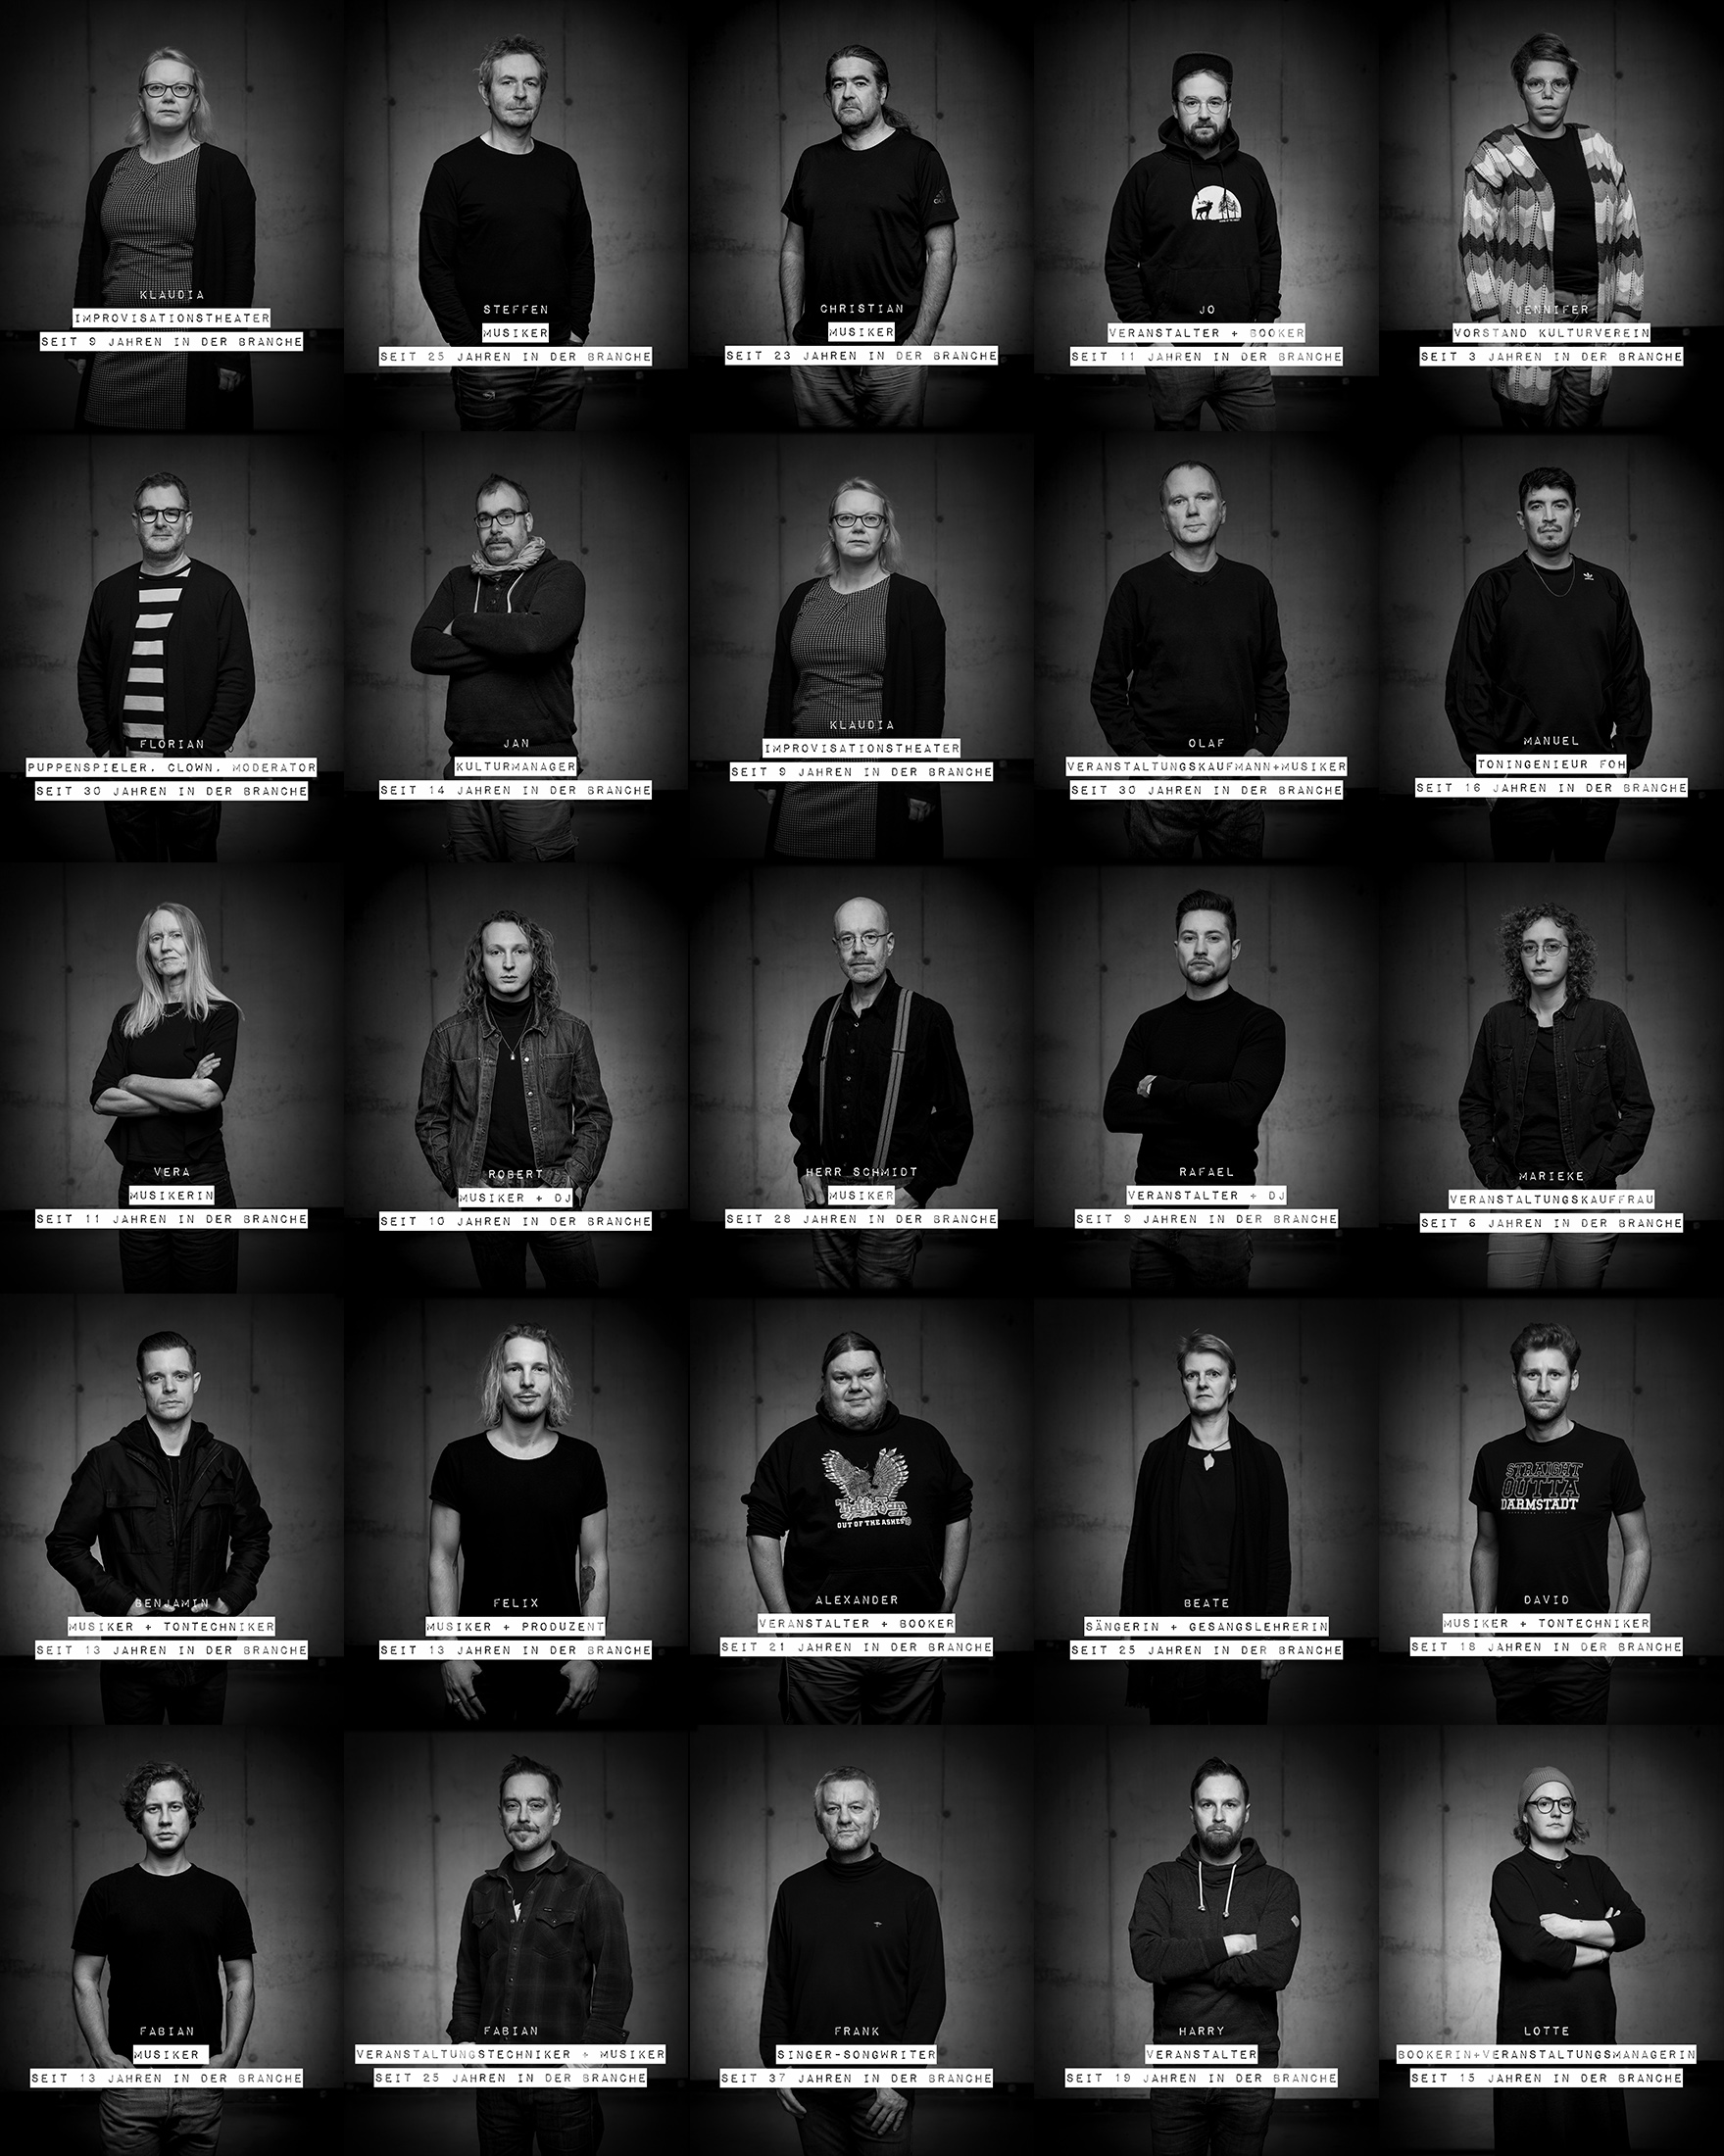 KLAUDIA
IMPROVISATIONSTHEATER
SEIT 9 JAHREN IN DER BRANCHE
STEFFEN
MUSIKER
SEIT 25 JAHREN IN DER BRANCHE
CHRISTIAN
MUSIKER
SEIT 23 JAHREN IN DER BRANCHE
JO
VERANSTALTER + BOOKER
SEIT 11 JAHREN IN DER BRANCHE
JENNIFER
VORSTAND KULTURVEREIN
SEIT 3 JAHREN IN DER BRANCHE
FLORIAN
PUPPENSPIELER, CLOWN, MODERATOR
SEIT 30 JAHREN IN DER BRANCHE
JAN
KULTURMANAGER
SEIT 14 JAHREN IN DER BRANCHE
KLAUDIA
IMPROVISATIONSTHEATER
SEIT 9 JAHREN IN DER BRANCHE
OLAF
VERANSTALTUNGSKAUFMANN+MUSIKER
SEIT 30 JAHREN IN DER BRANCHE
MANUEL
TONINGENIEUR FOH
SEIT 16 JAHREN IN DER BRANCHE
VERA
MUSIKERIN
SEIT 11 JAHREN IN DER BRANCHE
ROBERT
MUSIKER + DJ
SEIT 10 JAHREN IN DER BRANCHE
HERR SCHMIDT
MUSIKER
SEIT 28 JAHREN IN DER BRANCHE
RAFAEL
VERANSTALTER + DJ
SEIT 9 JAHREN IN DER BRANCHE
MARIEKE
VERANSTALTUNGSKAUFFRAU
SEIT 6 JAHREN IN DER BRANCHE
BENJAMIN
MUSIKER + TONTECHNIKER
SEIT 13 JAHREN IN DER BRANCHE
FELIX
MUSIKER + PRODUZENT
SEIT 13 JAHREN IN DER BRANCHE
Traffic Jam
OUT OF THE ASHES
ALEXANDER
VERANSTALTER + BOOKER
SEIT 21 JAHREN IN DER BRANCHE
BEATE
SÄNGERIN + GESANGSLEHRERIN
SEIT 25 JAHREN IN DER BRANCHE
STRAIGHT
OUTTA
DARMSTADT
DAVID
MUSIKER + TONTECHNIKER
SEIT 18 JAHREN IN DER BRANCHE
FABIAN
MUSIKER
SEIT 13 JAHREN IN DER BRANCHE
FABIAN
VERANSTALTUNGSTECHNIKER + MUSIKER
SEIT 25 JAHREN IN DER BRANCHE
FRANK
SINGER-SONGWRITER
SEIT 37 JAHREN IN DER BRANCHE
HARRY
VERANSTALTER
SEIT 19 JAHREN IN DER BRANCHE
LOTTE
BOOKERIN+VERANSTALTUNGSMANAGERIN
SEIT 15 JAHREN IN DER BRANCHE